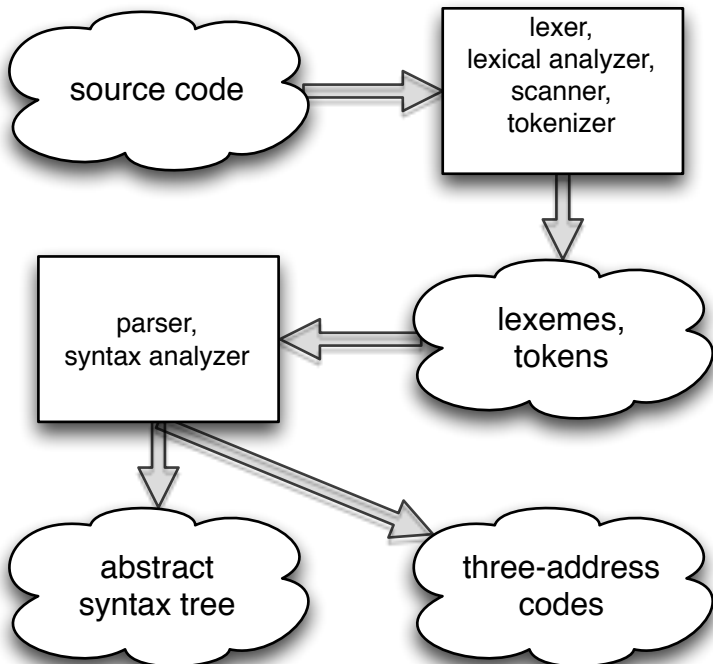 source code
lexer,
lexical analyzer,
scanner,
tokenizer
lexemes,
tokens
parser,
syntax analyzer
abstract
syntax tree
three-address
codes